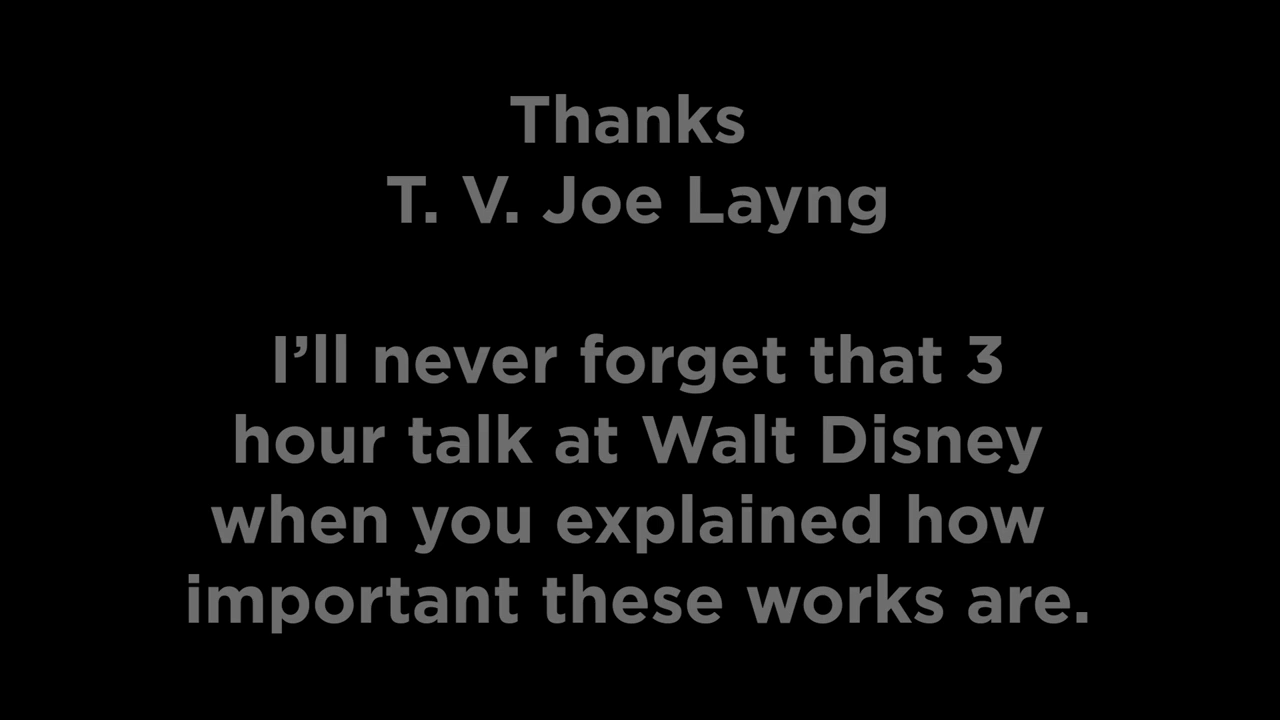 Thanks
T. V. Joe Layng
I’ll never forget that 3
hour talk at Walt Disney
when you explained how
important these works are.